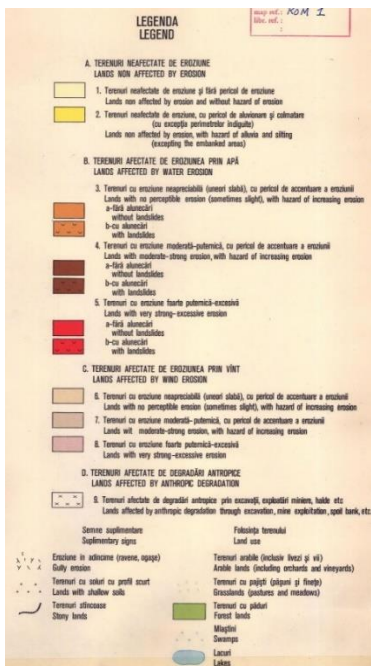 LEGENDA
LEGEND
map ref.: ROM 1
libr. ref.:
A. TERENURI NEAFECTATE DE EROZIUNE
LANDS NON AFFECTED BY EROSION
1. Terenuri neafectate de eroziune și fără pericol de eroziune
Lands non affected by erosion and without hazard of erosion
2. Terenuri neafectate de eroziune, cu pericol de aluvionare și colmatare
(cu excepția perimetrelor indiguite)
Lands non affected by erosion, with hazard of alluvia and silting
(excepting the embanked areas)
B. TERENURI AFECTATE DE EROZIUNEA PRIN APĂ
LANDS AFFECTED BY WATER EROSION
3. Terenuri cu eroziune neapreciabilă (uneori slabă), cu pericol de accentuare a eroziunii
Lands with no perceptible erosion (sometimes slight), with hazard of increasing erosion
a-fără alunecări
without landslides
b-cu alunecări
with landslides
4. Terenuri cu eroziune moderată-puternică, cu pericol de accentuare a eroziunii
Lands with moderate-strong erosion, with hazard of increasing erosion
a-fără alunecări
without landslides
b-cu alunecări
with landslides
5. Terenuri cu eroziune foarte puternică-excesivă
Lands with very strong-excessive erosion
a-fără alunecări
without landslides
b-cu alunecări
with landslides
C. TERENURI AFECTATE DE EROZIUNEA PRIN VÎNT
LANDS AFFECTED BY WIND EROSION
6. Terenuri cu eroziune neapreciabilă (uneori slabă), cu pericol de accentuare a eroziunii
Lands with no perceptible erosion (sometimes slight), with hazard of increasing erosion
7. Terenuri cu eroziune moderată-puternică, cu pericol de accentuare a eroziunii
Lands wit moderate-strong erosion, with hazard of increasing erosion
8. Terenuri cu eroziune foarte puternică-excesivă
Lands with very strong-excessive erosion
D. TERENURI AFECTATE DE DEGRADĂRI ANTROPICE
LANDS AFFECTED BY ANTHROPIC DEGRADATION
9. Terenuri afectate de degradări antropice prin excavații, exploatări miniere, halde etc
Lands affected by anthropic degradation through excavation, mine exploitation, spoil bank, etc.
Semne suplimentare
Suplimentary signs
Eroziune in adîncime (ravene, ogașe)
Gully erosion
Terenuri cu soluri cu profil scurt
Lands with shallow soils
Terenuri stîncoase
Stony lands
Folosința terenului
Land use
Terenuri arabile (inclusiv livezi și vii)
Arable lands (including orchards and vineyards)
Terenuri cu pajiști (pășuni și finețe)
Grasslands (pastures and meadows)
Terenuri cu păduri
Forest lands
Mlaștini
Swamps
Lacuri
Lakes